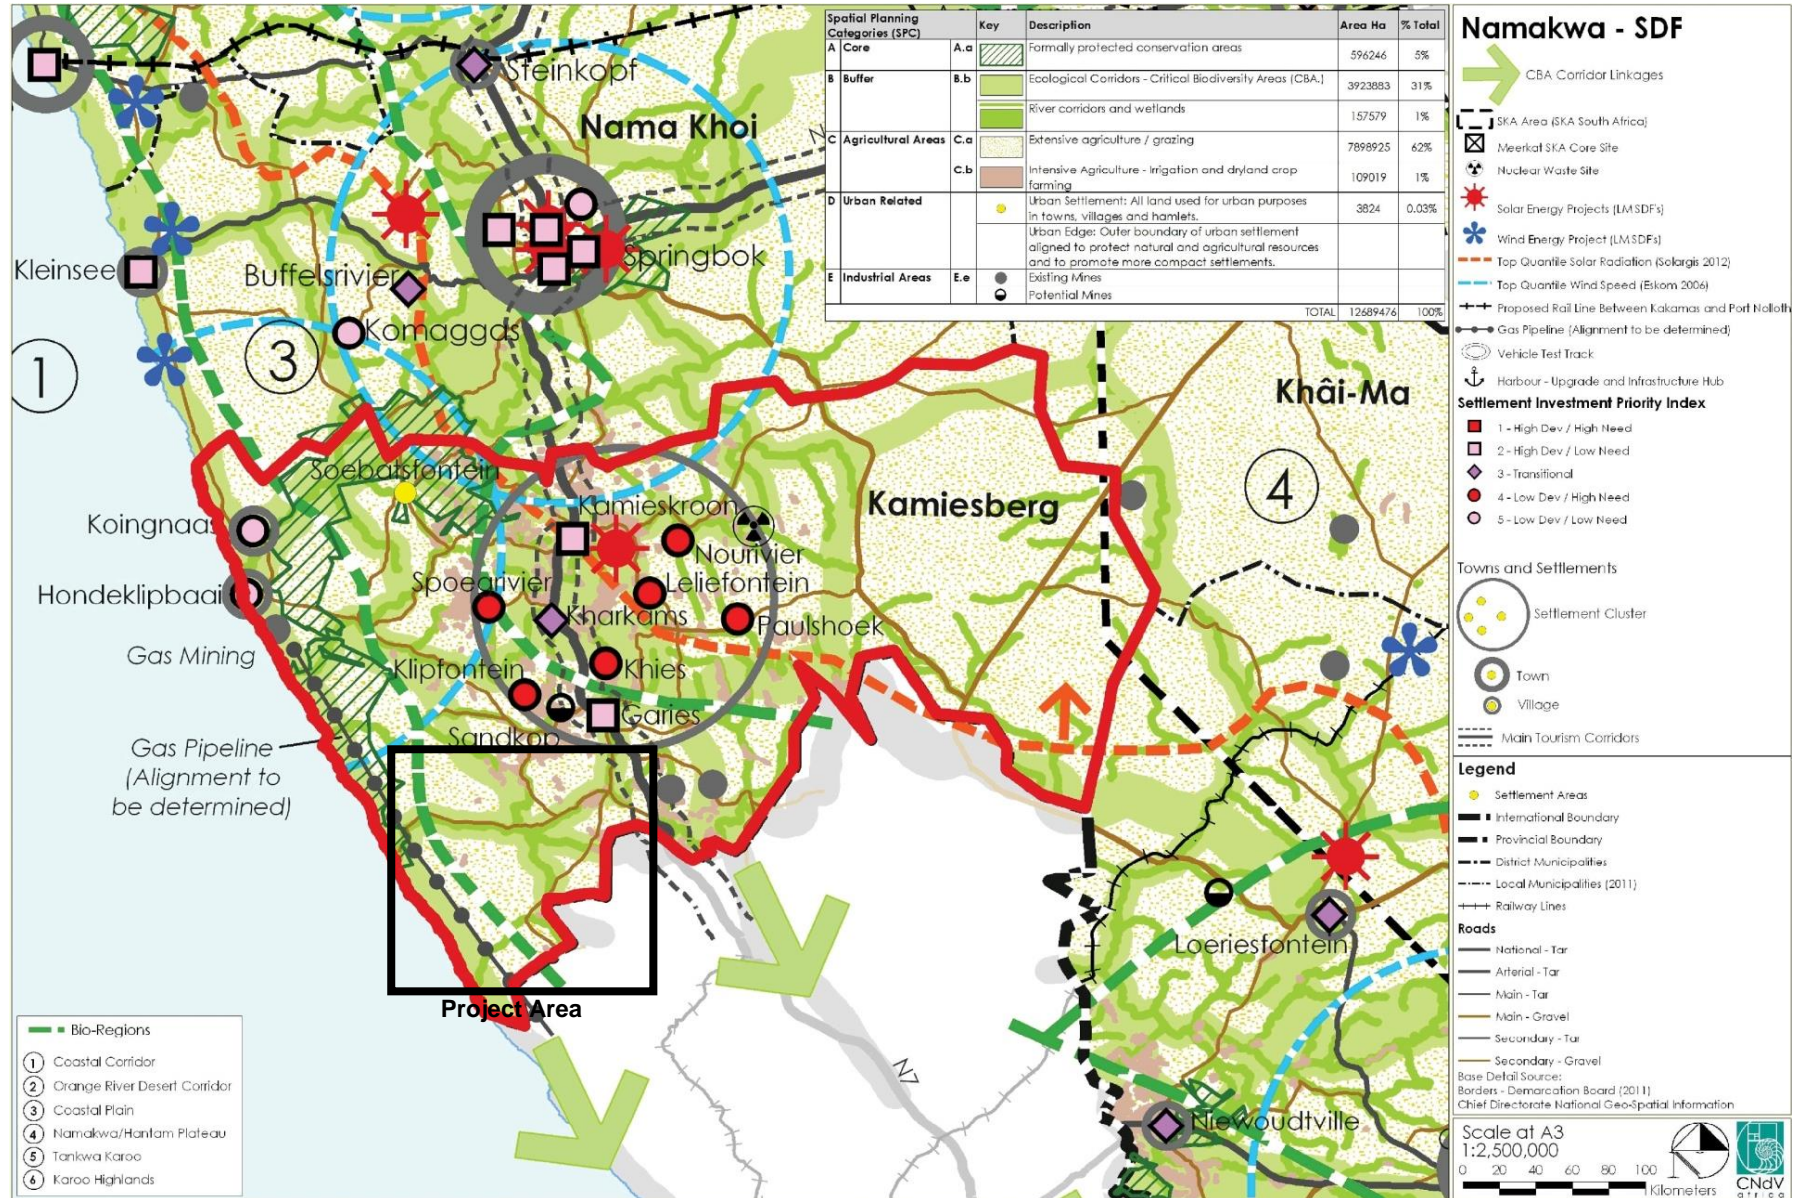 Spatial Planning
Categories (SPC)
Key
Description
Area Ha
% Total
A Core
A.a
Formally protected conservation areas
596246
5%
B Buffer
B.b
Ecological Corridors - Critical Biodiversity Areas (CBA.)
3923883
31%
River corridors and wetlands
157579
1%
C Agricultural Areas
C.a
Extensive agriculture / grazing
7898925
62%
C.b
Intensive Agriculture - Irrigation and dryland crop
farming
109019
1%
D Urban Related
Urban Settlement: All land used for urban purposes
in towns, villages and hamlets.
3824
0.03%
Urban Edge: Outer boundary of urban settlement
aligned to protect natural and agricultural resources
and to promote more compact settlements.
E Industrial Areas
E.e
Existing Mines
Potential Mines
TOTAL
12689476
100%
Steinkopf
Nama Khoi
Springbok
Kleinsee
Buffelsrivier
Komaggas
1
3
Khâi-Ma
4
Soebatsfontein
Koingnaas
Kamieskroon
Kamiesberg
Nourivier
Hondeklipbaai
Spoegrivier
Leliefontein
Kharkams
Paulshoek
Gas Mining
Klipfontein
Khies
Garies
Sandkop
Gas Pipeline
(Alignment to
be determined)
Project Area
Loeriesfontein
N7
Niewoudtville
Bio-Regions
1 Coastal Corridor
2 Orange River Desert Corridor
3 Coastal Plain
4 Namakwa/Hantam Plateau
5 Tankwa Karoo
6 Karoo Highlands
Namakwa - SDF
CBA Corridor Linkages
SKA Area (SKA South Africa)
Meerkat SKA Core Site
Nuclear Waste Site
Solar Energy Projects (LMSDF's)
Wind Energy Project (LMSDF's)
Top Quantile Solar Radiation (Solargis 2012)
Top Quantile Wind Speed (Eskom 2006)
Proposed Rail Line Between Kakamas and Port Nolloth
Gas Pipeline (Alignment to be determined)
Vehicle Test Track
Harbour - Upgrade and Infrastructure Hub
Settlement Investment Priority Index
1 - High Dev / High Need
2 - High Dev / Low Need
3 - Transitional
4 - Low Dev / High Need
5 - Low Dev / Low Need
Towns and Settlements
Settlement Cluster
Town
Village
Main Tourism Corridors
Legend
Settlement Areas
International Boundary
Provincial Boundary
District Municipalities
Local Municipalities (2011)
Railway Lines
Roads
National - Tar
Arterial - Tar
Main - Tar
Main - Gravel
Secondary - Tar
Secondary - Gravel
Base Detail Source:
Borders - Demarcation Board (2011)
Chief Directorate National Geo-Spatial Information
Scale at A3
1:2,500,000
0 20 40 60 80 100
Kilometers
CNdV
africa